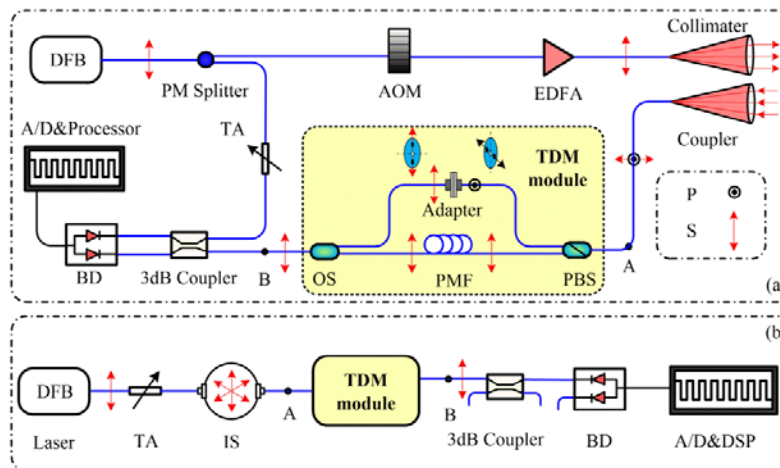 (a)
Collimater
DFB
PM Splitter
AOM
EDFA
A/D&Processor
TA
TDM
module
Coupler
Adapter
P
S
BD
3dB Coupler
B
OS
PMF
PBS
A
(b)
DFB
A
TDM
module
B
Laser
TA
IS
3dB Coupler
BD
A/D&DSP